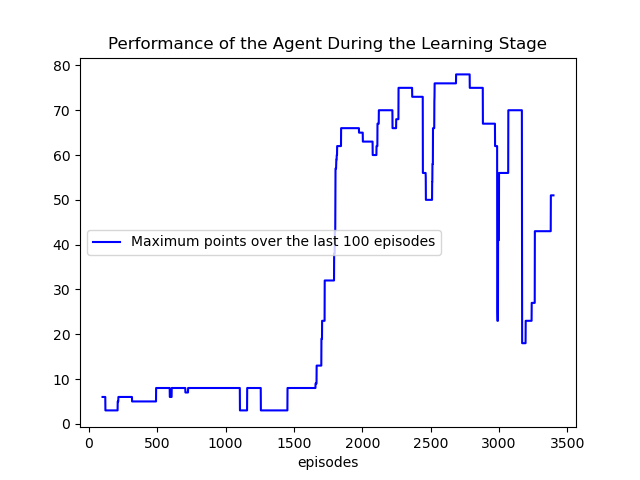 Performance of the Agent During the Learning Stage
80
70
60
50
40
30
20
10
0
Maximum points over the last 100 episodes
0 500 1000 1500 2000 2500 3000 3500
episodes